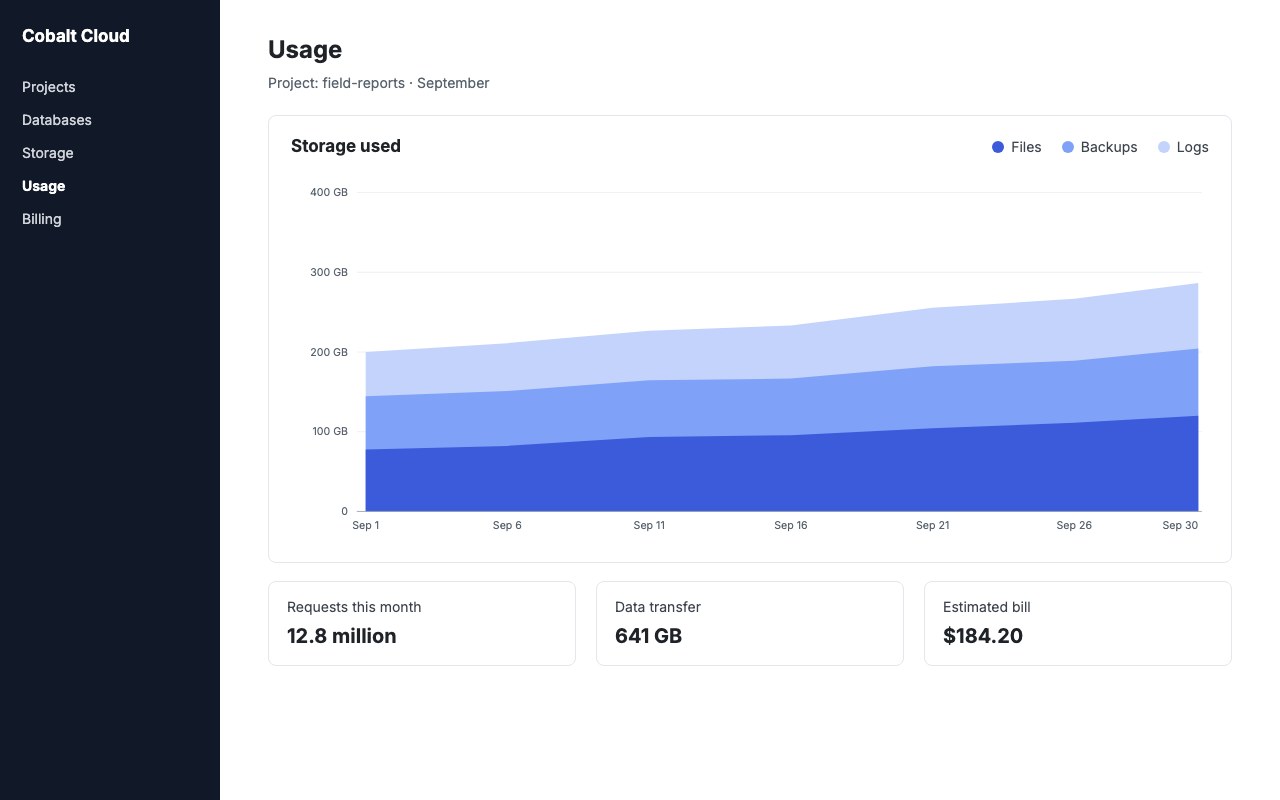 Cobalt Cloud
Projects
Databases
Storage
Usage
Billing
Usage
Project: field-reports · September
Storage used
Files
Backups
Logs
400 GB
300 GB
200 GB
100 GB
0
Sep 1
Sep 6
Sep 11
Sep 16
Sep 21
Sep 26
Sep 30
Requests this month
12.8 million
Data transfer
641 GB
Estimated bill
$184.20